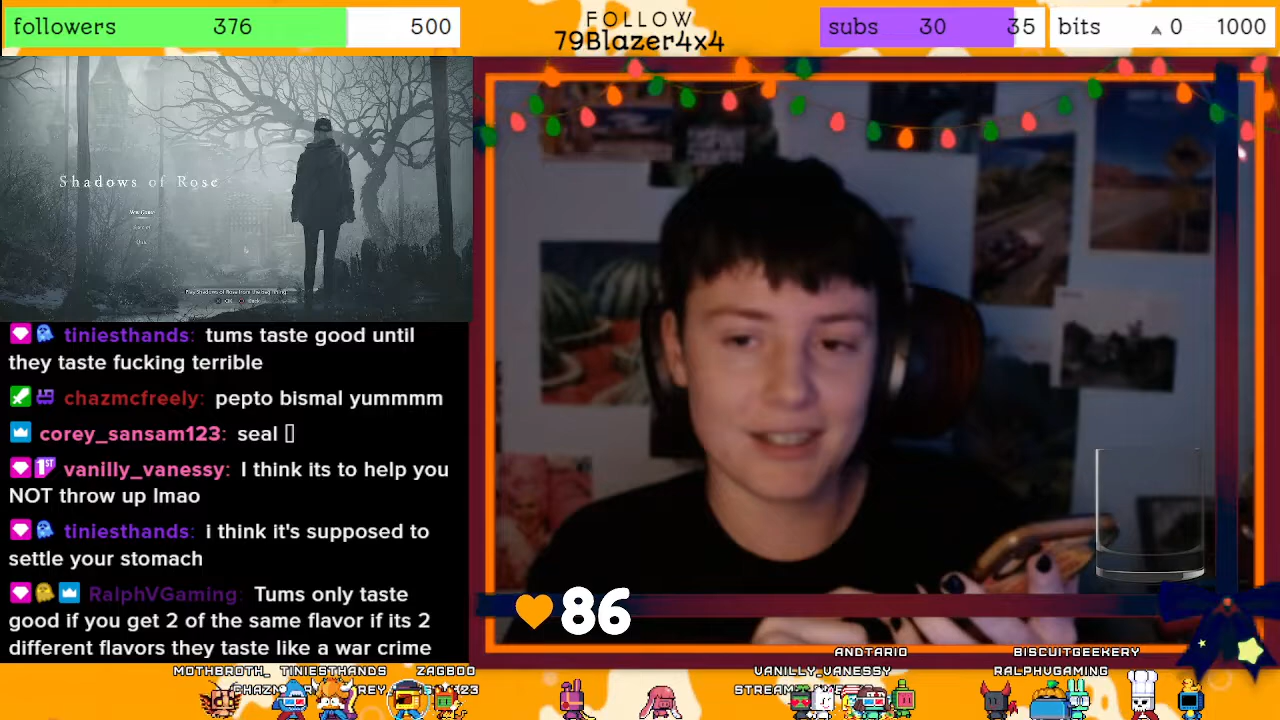 followers 376 500
FOLLOW
79Blazer4x4
subs 30 35
bits 0 1000
Shadows of Rose
New Game
Quit
tiniesthands: tums taste good until
they taste fucking terrible
chazmcfreely: pepto bismal yummmm
corey_sansam123: seal
vanilly_vanessy: I think its to help you
NOT throw up lmao
tiniesthands: i think it's supposed to
settle your stomach
RalphVGaming: Tums only taste
good if you get 2 of the same flavor if its 2
different flavors they taste like a war crime
86
ANDTARIO BISCUITGEEKERY
MOTHBROTH_ TINIESTHANDS ZAGBOO VANILLY_VANESSY RALPHVGAMING